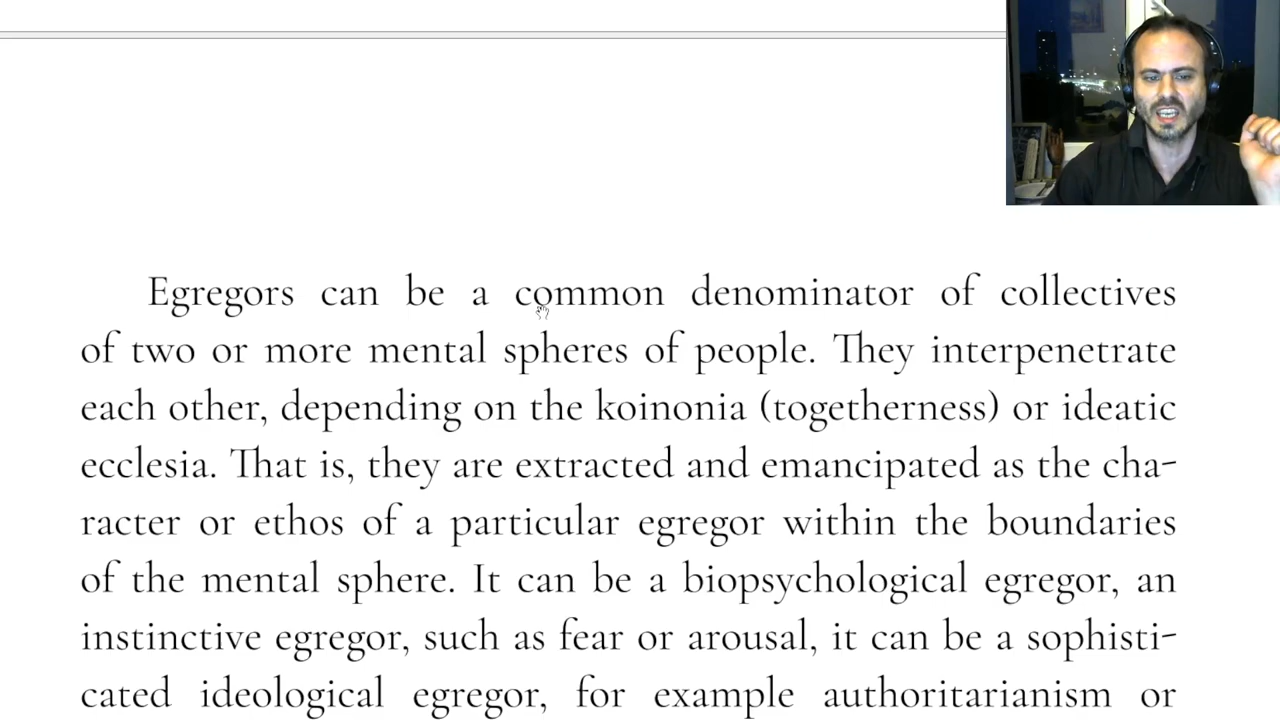 Egregors can be a common denominator of collectives
of two or more mental spheres of people. They interpenetrate
each other, depending on the koinonia (togetherness) or ideatic
ecclesia. That is, they are extracted and emancipated as the cha-
racter or ethos of a particular egregor within the boundaries
of the mental sphere. It can be a biopsychological egregor, an
instinctive egregor, such as fear or arousal, it can be a sophisti-
cated ideological egregor, for example authoritarianism or